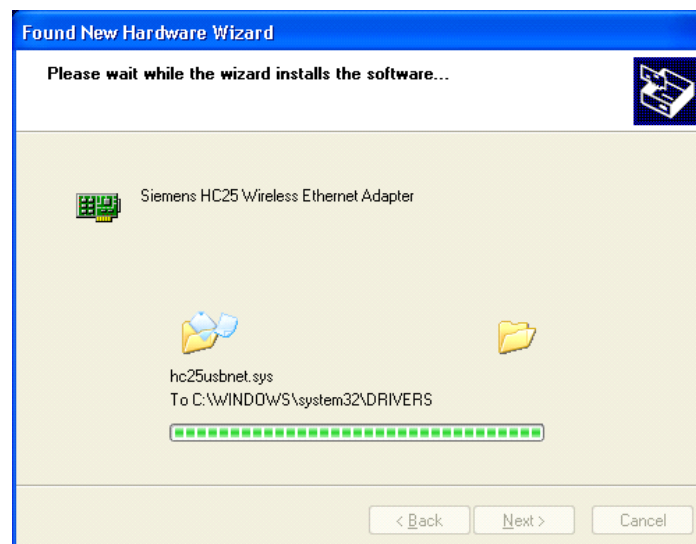 Found New Hardware Wizard
Please wait while the wizard installs the software...
Siemens HC25 Wireless Ethernet Adapter
hc25usbnet.sys
To C:\WINDOWS\system32\DRIVERS
< Back Next > Cancel